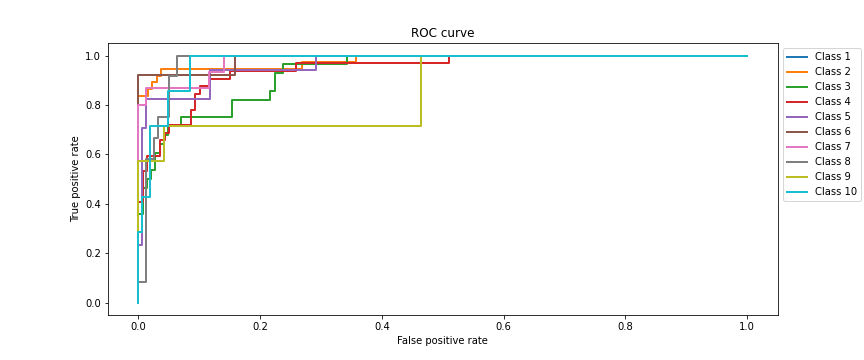 ROC curve
True positive rate
1.0
0.8
0.6
0.4
0.2
0.0
0.0 0.2 0.4 0.6 0.8 1.0
False positive rate
Class 1
Class 2
Class 3
Class 4
Class 5
Class 6
Class 7
Class 8
Class 9
Class 10